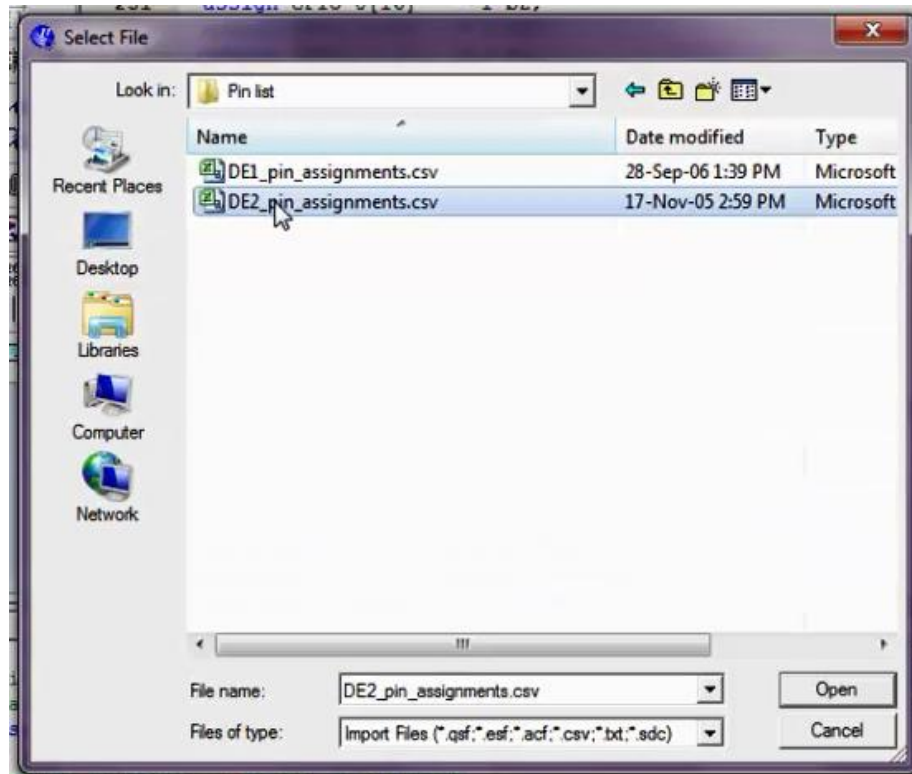 Select File
Look in: Pin list
Name Date modified Type
DE1_pin_assignments.csv 28-Sep-06 1:39 PM Microsoft
DE2_pin_assignments.csv 17-Nov-05 2:59 PM Microsoft
Recent Places
Desktop
Libraries
Computer
Network
File name: DE2_pin_assignments.csv Open
Files of type: Import Files (*.qsf;*.esf;*.acf;*.csv;*.txt;*.sdc) Cancel